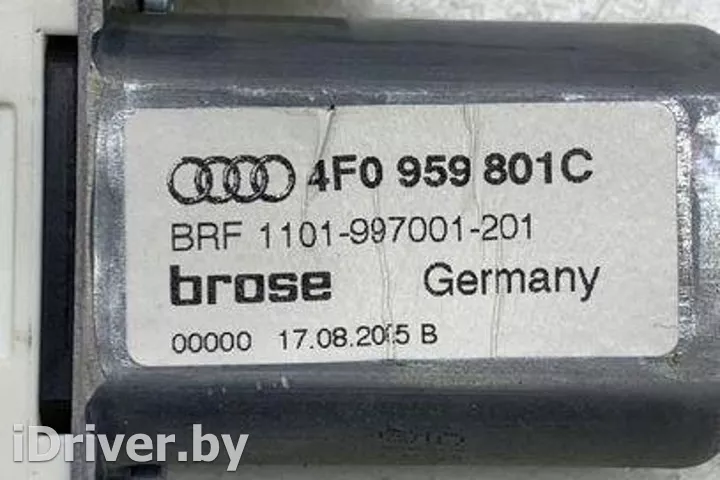 4F0 959 801C
BRF 1101-997001-201
brose Germany
00000 17.08.2005 B
iDriver.by